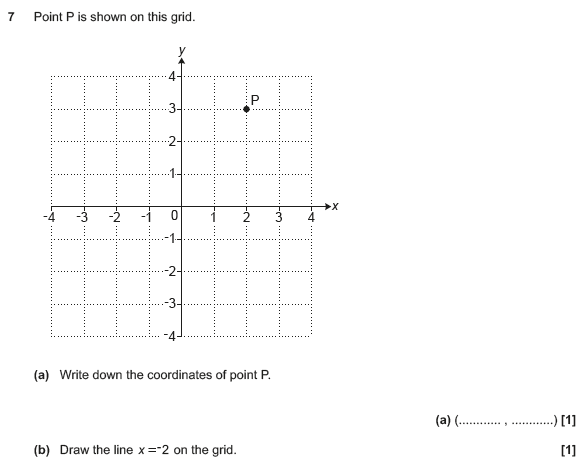 7 Point P is shown on this grid.
y
4
P
3
2
1
-4 -3 -2 -1 0 1 2 3 4 x
-1
-2
-3
-4
(a) Write down the coordinates of point P.
(a) (............ , ............) [1]
(b) Draw the line x = -2 on the grid. [1]